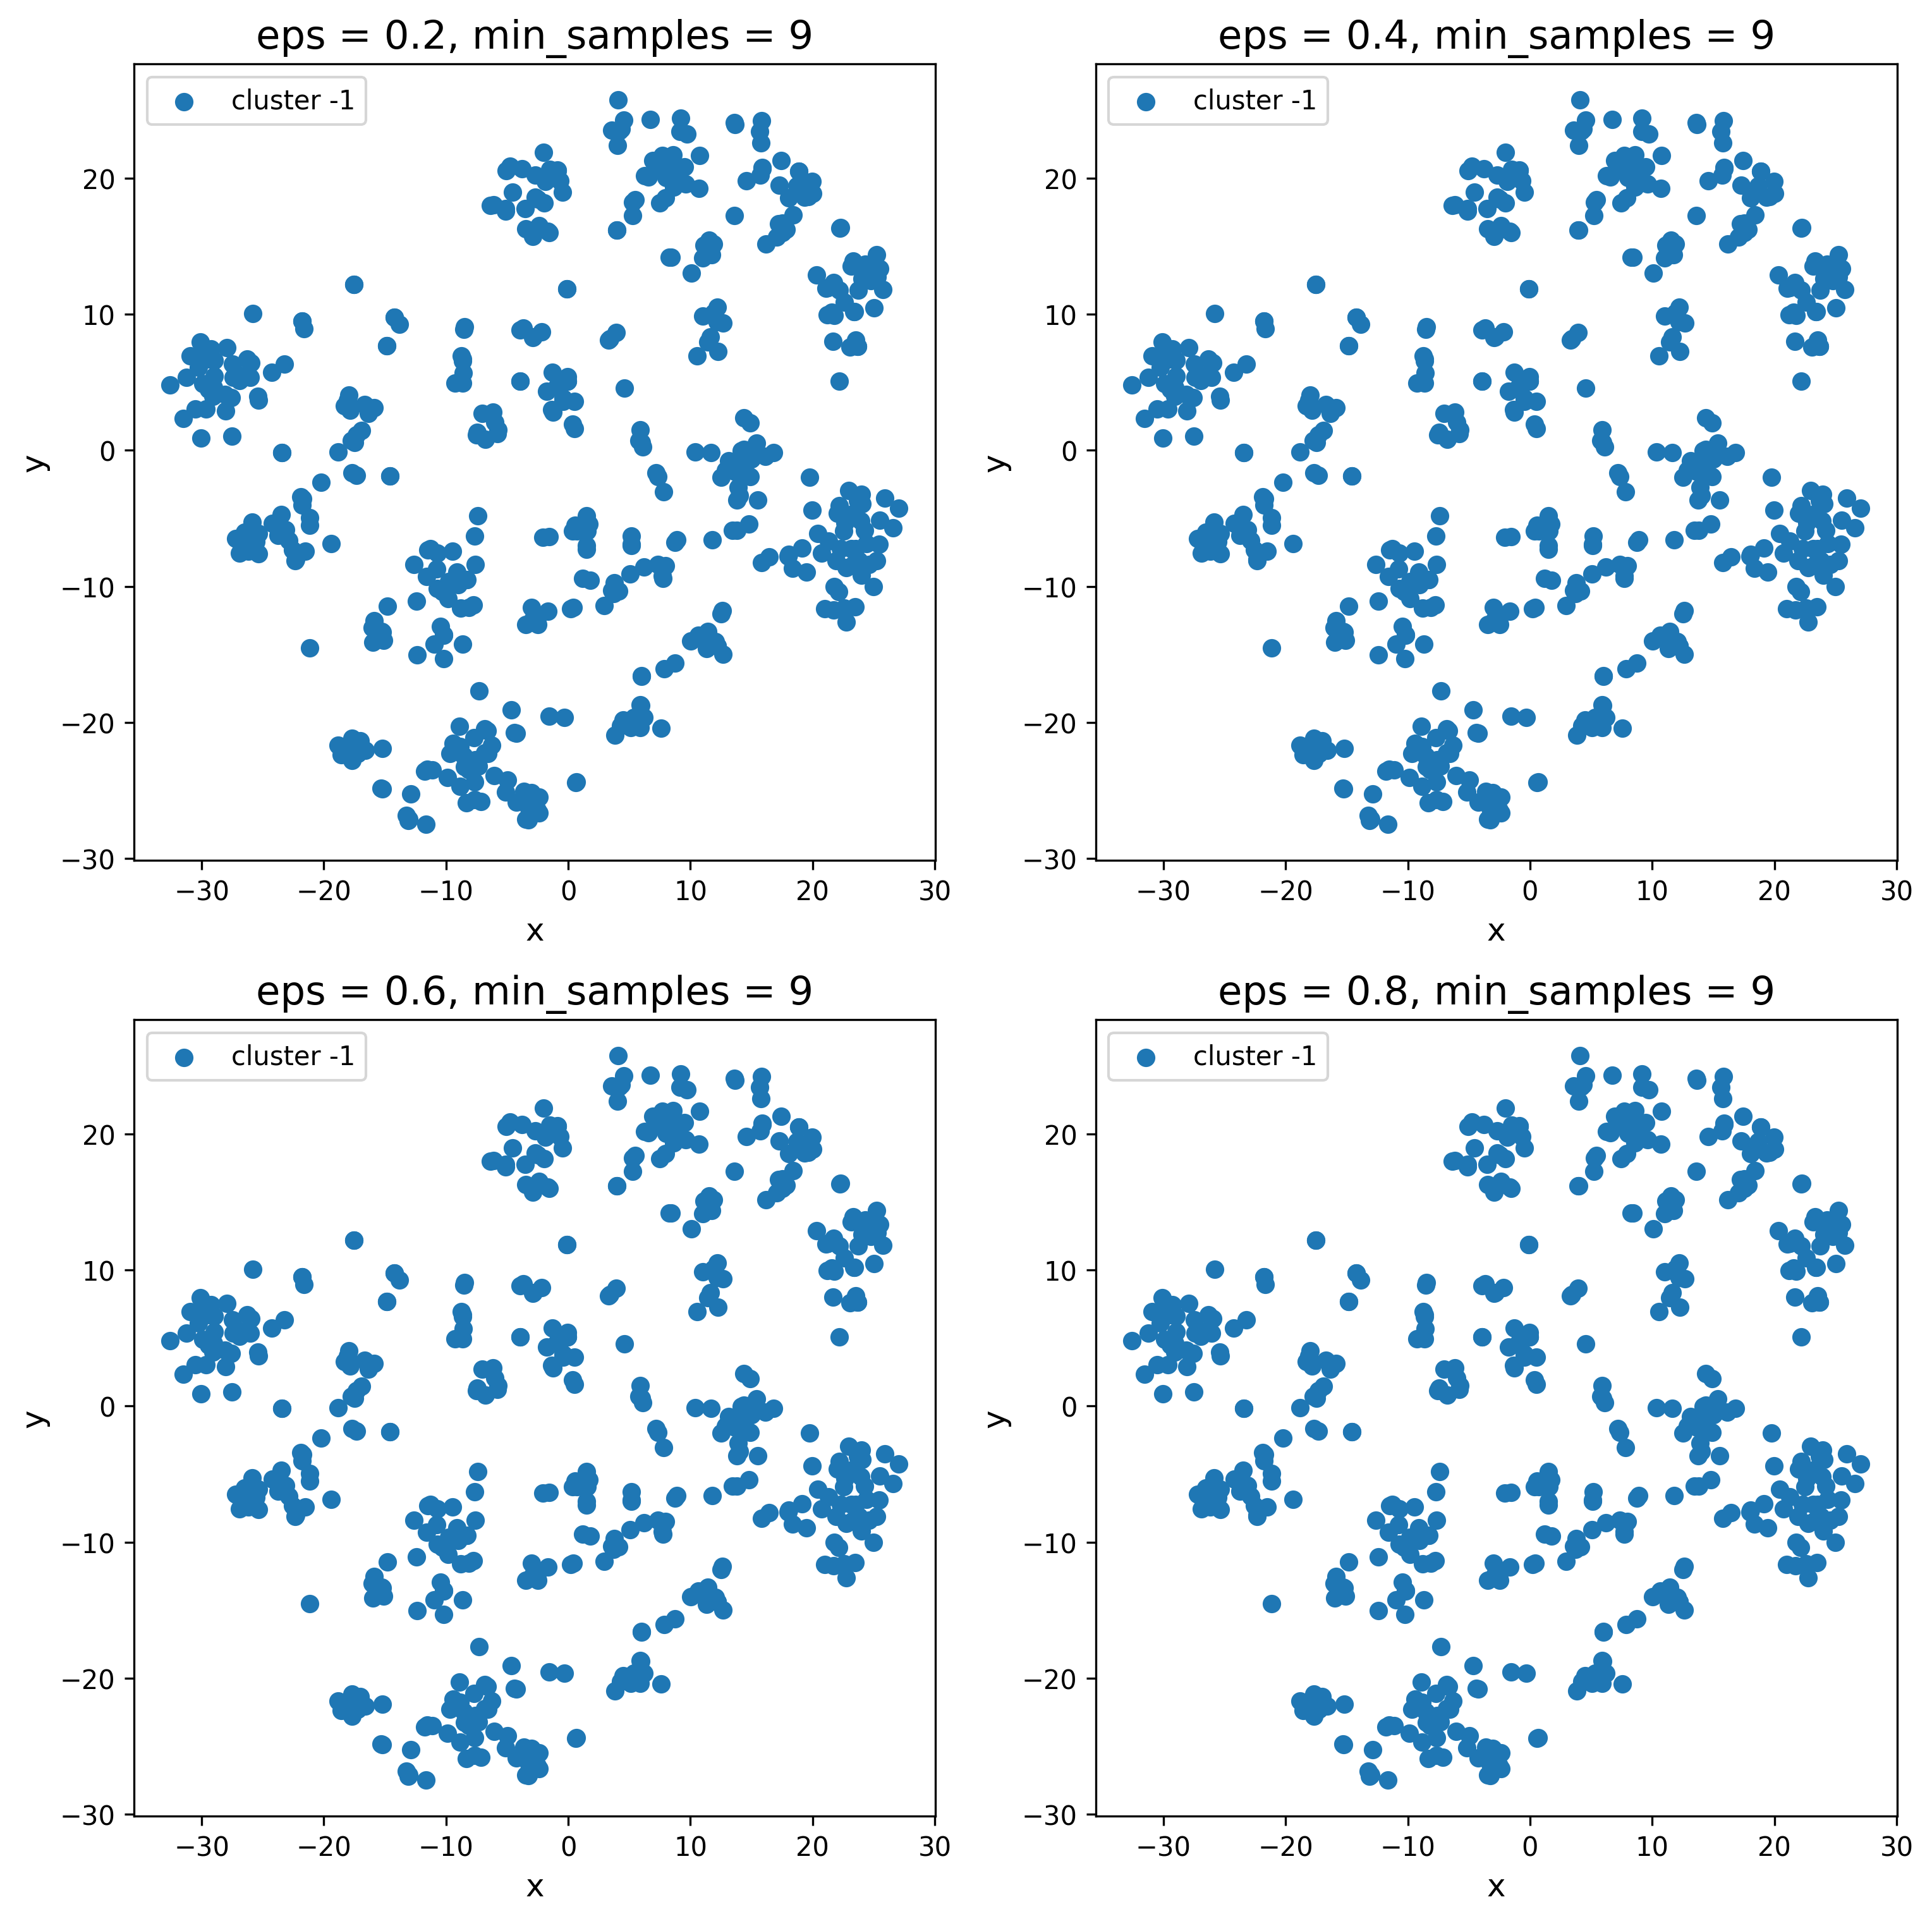 eps = 0.2, min_samples = 9
cluster -1
20
10
0
−10
−20
−30
y
−30 −20 −10 0 10 20 30
x
eps = 0.4, min_samples = 9
cluster -1
20
10
0
−10
−20
−30
y
−30 −20 −10 0 10 20 30
x
eps = 0.6, min_samples = 9
cluster -1
20
10
0
−10
−20
−30
y
−30 −20 −10 0 10 20 30
x
eps = 0.8, min_samples = 9
cluster -1
20
10
0
−10
−20
−30
y
−30 −20 −10 0 10 20 30
x